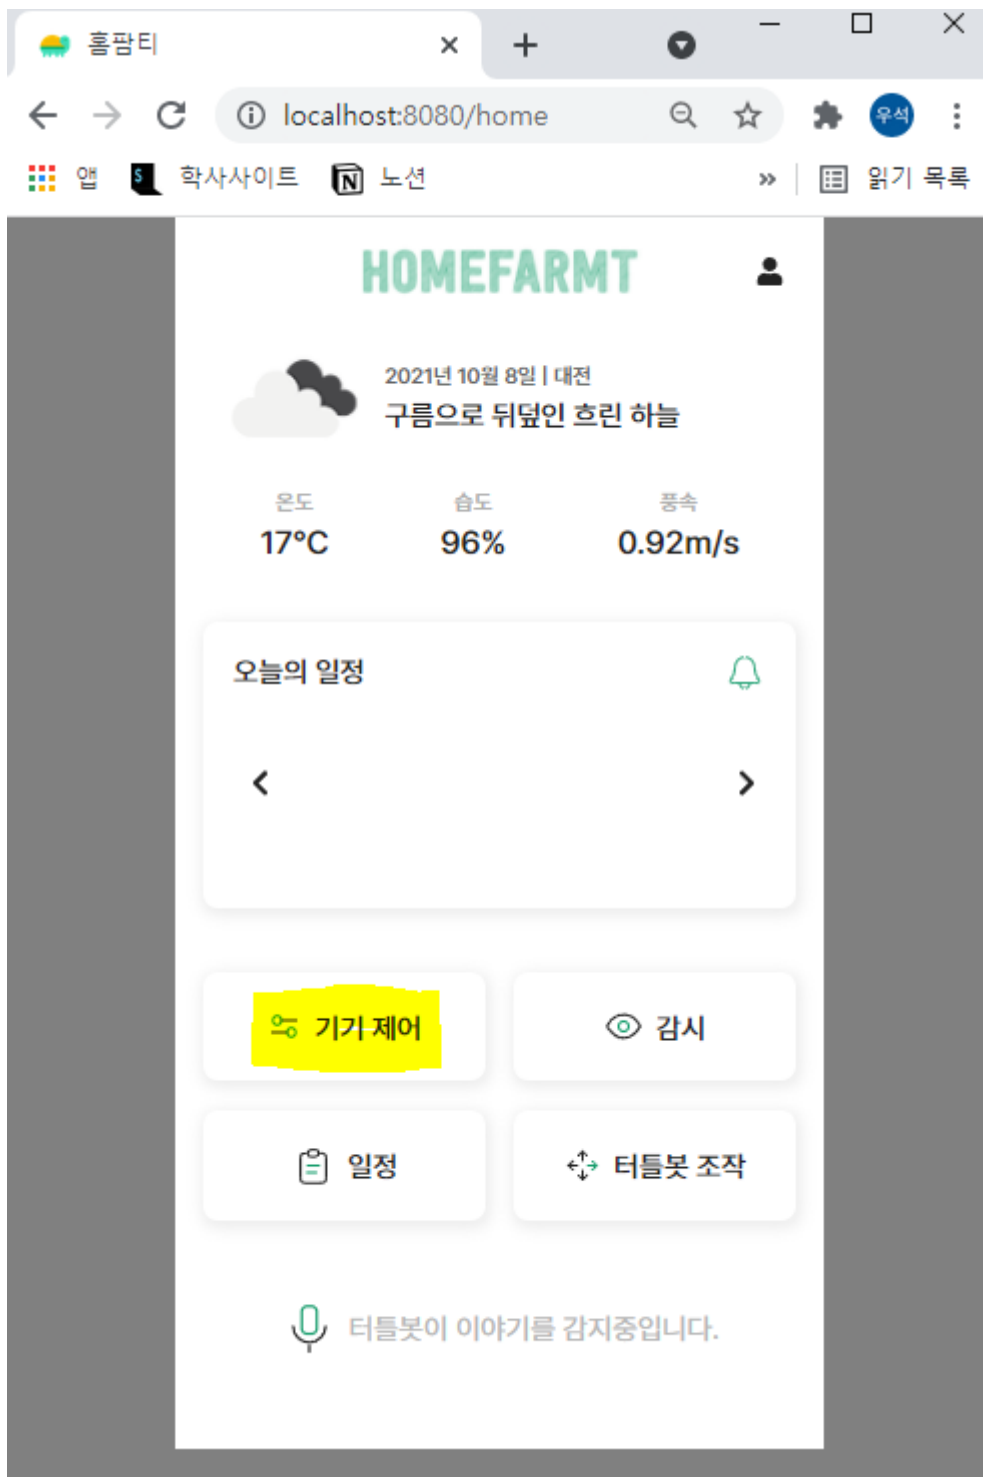 홈팜티
localhost:8080/home
우석
앱 학사사이트 노션 » 읽기 목록
HOMEFARMT
2021년 10월 8일 | 대전
구름으로 뒤덮인 흐린 하늘
온도 습도 풍속
17°C 96% 0.92m/s
오늘의 일정
기기 제어 감시
일정 터틀봇 조작
터틀봇이 이야기를 감지중입니다.